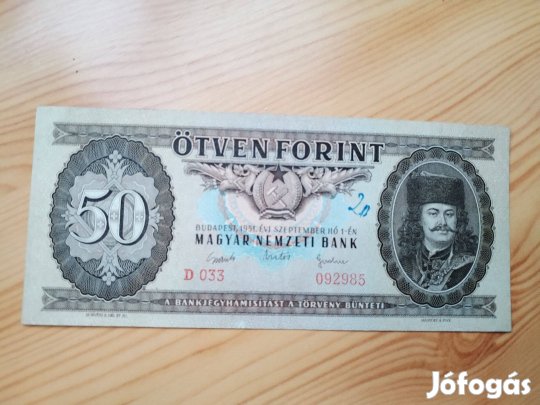 ÖTVEN FORINT
50
BUDAPEST, 1951. ÉVI SZEPTEMBER HÓ 1-ÉN
MAGYAR NEMZETI BANK
D 033
092985
A BANKJEGYHAMISÍTÁST A TÖRVÉNY BÜNTETI
Jófogás